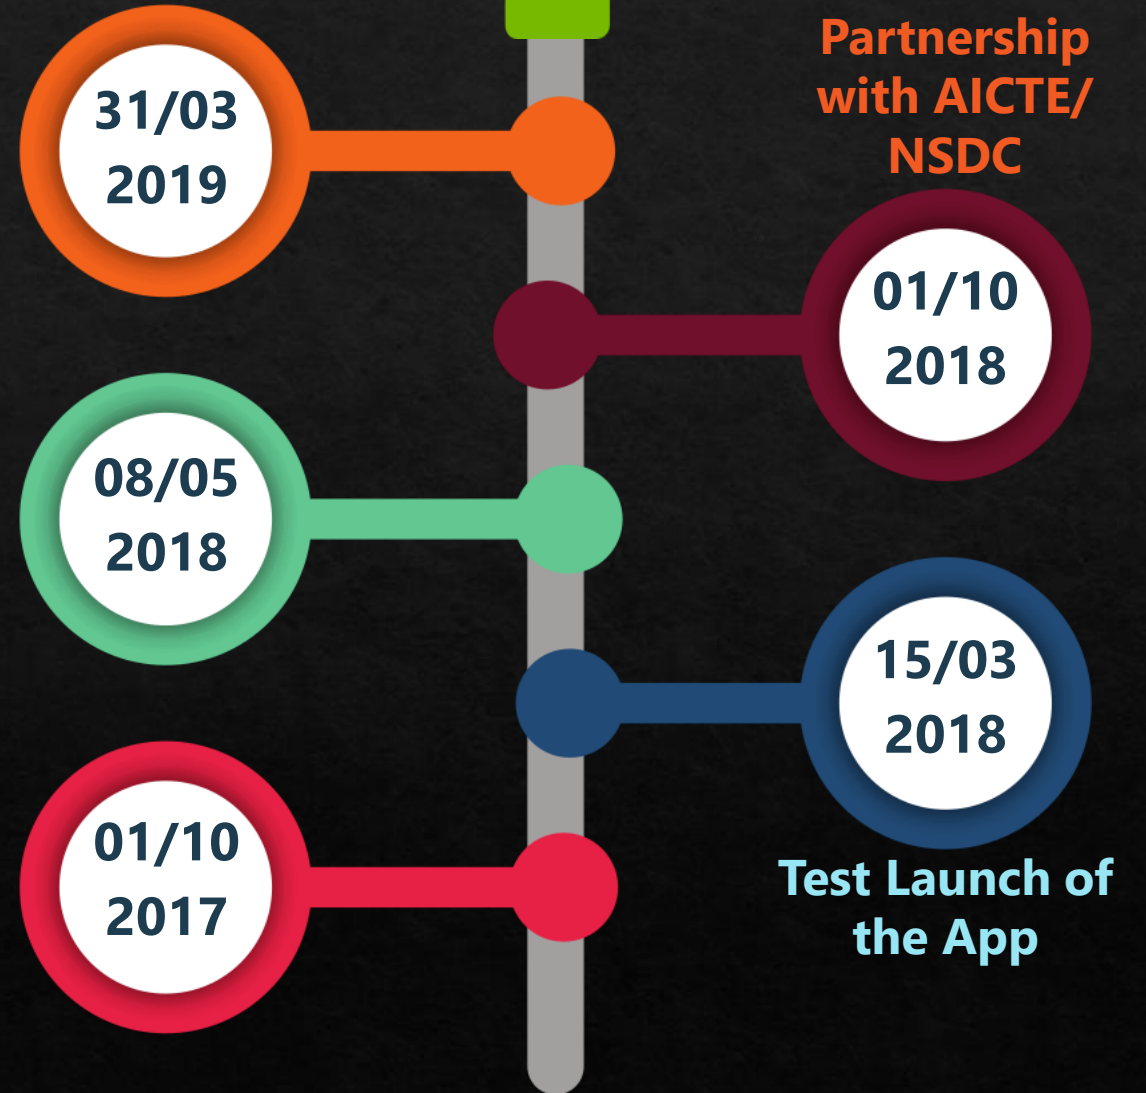 Partnership
with AICTE/
NSDC
31/03
2019
01/10
2018
08/05
2018
15/03
2018
Test Launch of
the App
01/10
2017